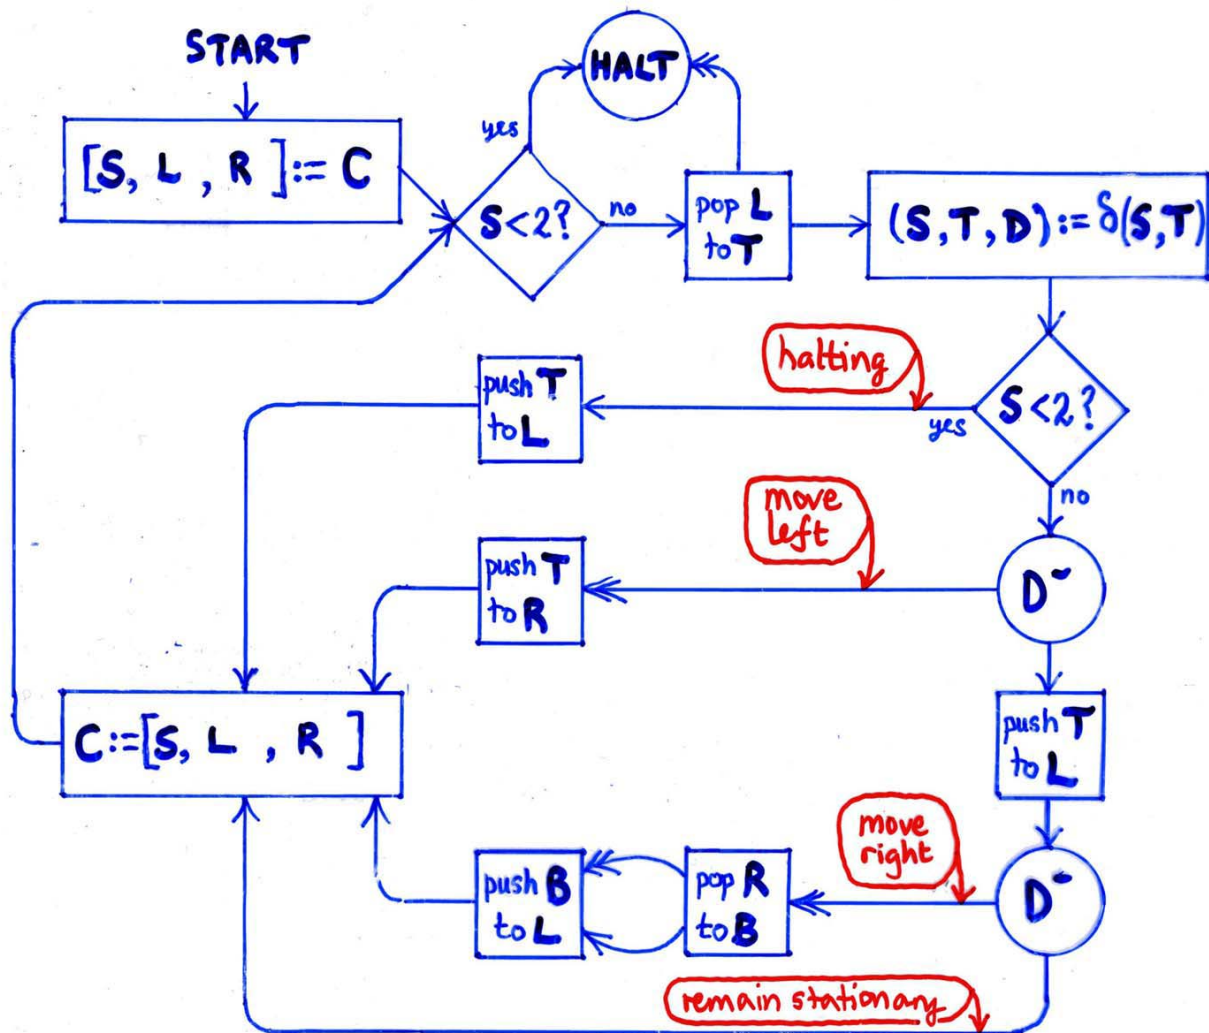 START
HALT
yes
[S, L , R ]:= C
S<2?
no
pop L
to T
(S,T,D):= δ(S,T)
halting
push T
to L
yes
S<2?
no
move
left
push T
to R
D⁻
C:=[S, L , R ]
push T
to L
move
right
push B
to L
pop R
to B
D⁻
remain stationary